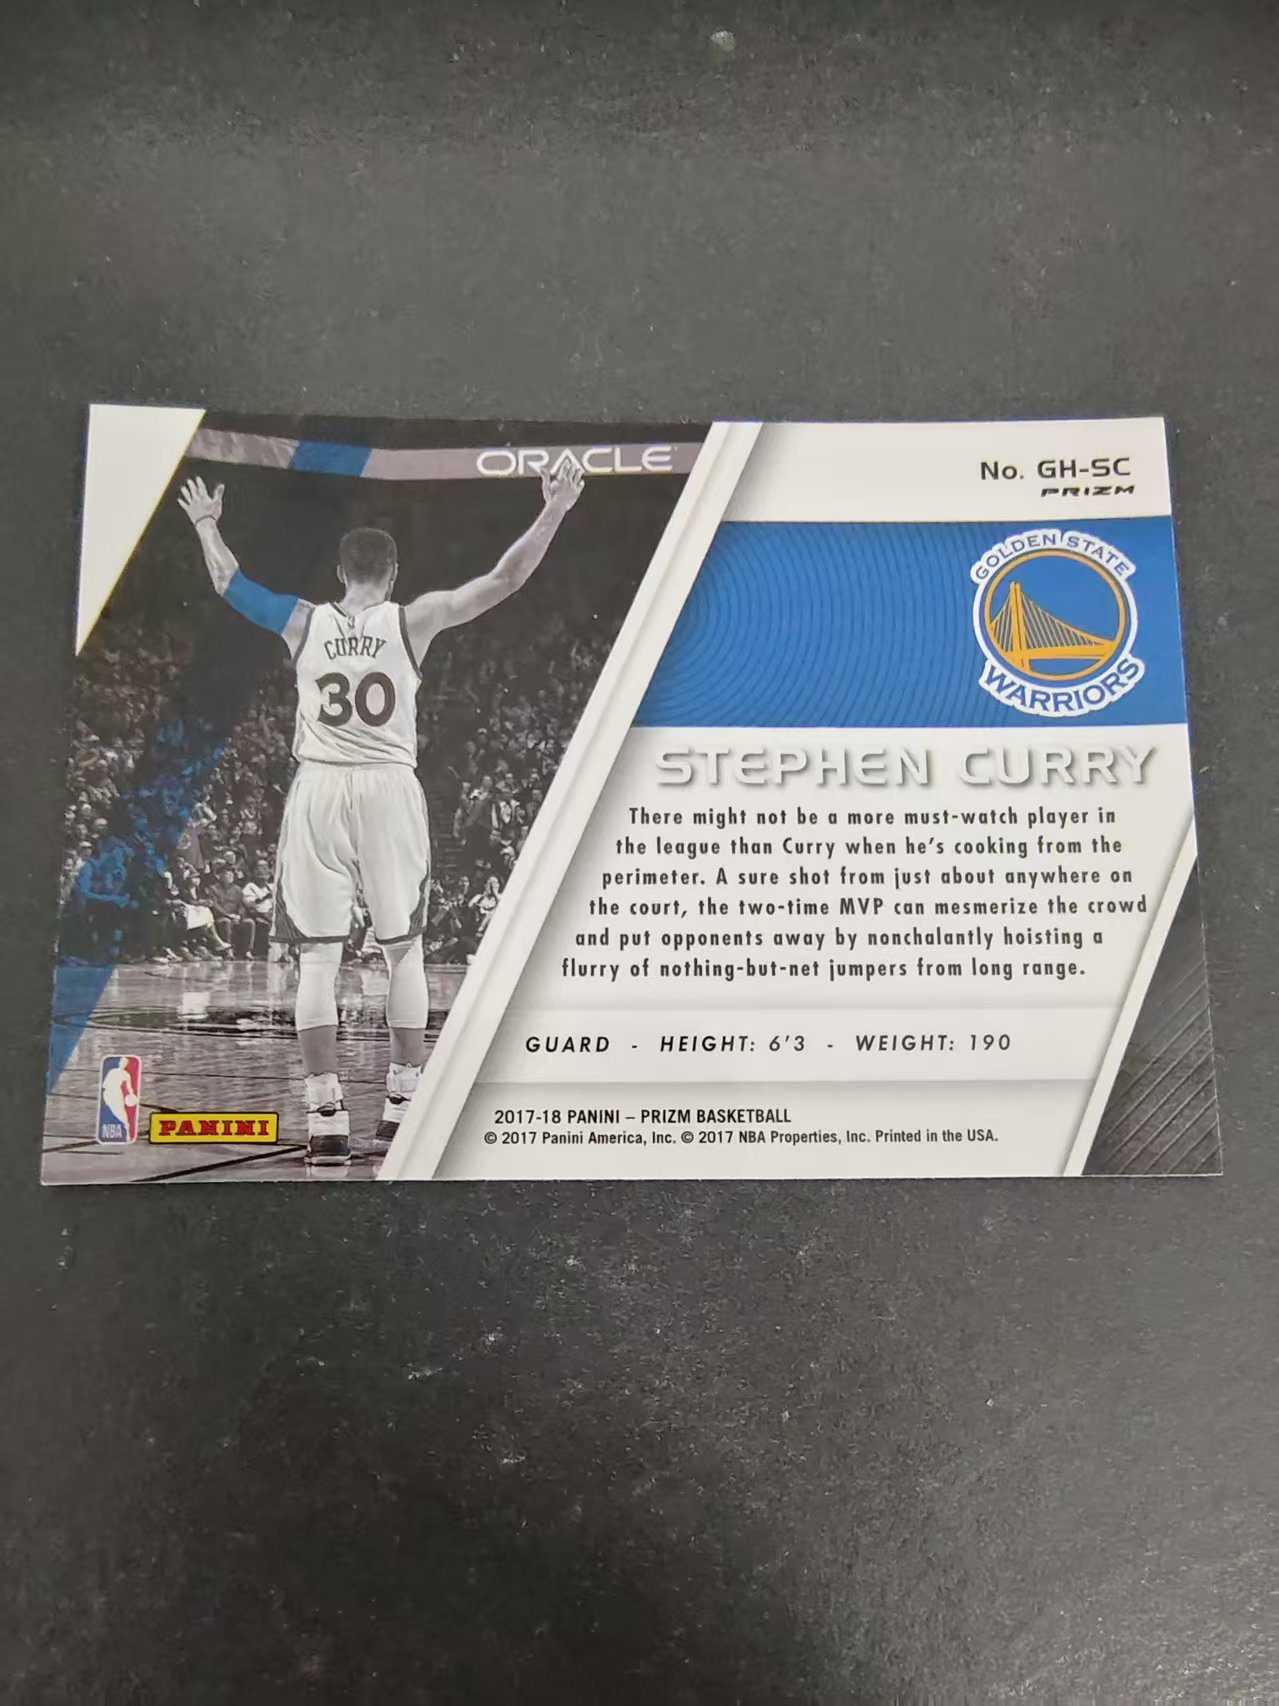 ORACLE
No. GH-SC
PRIZM
GOLDEN STATE
WARRIORS
CURRY
30
STEPHEN CURRY
There might not be a more must-watch player in
the league than Curry when he's cooking from the
perimeter. A sure shot from just about anywhere on
the court, the two-time MVP can mesmerize the crowd
and put opponents away by nonchalantly hoisting a
flurry of nothing-but-net jumpers from long range.
GUARD - HEIGHT: 6'3 - WEIGHT: 190
NBA
PANINI
2017-18 PANINI – PRIZM BASKETBALL
© 2017 Panini America, Inc. © 2017 NBA Properties, Inc. Printed in the USA.